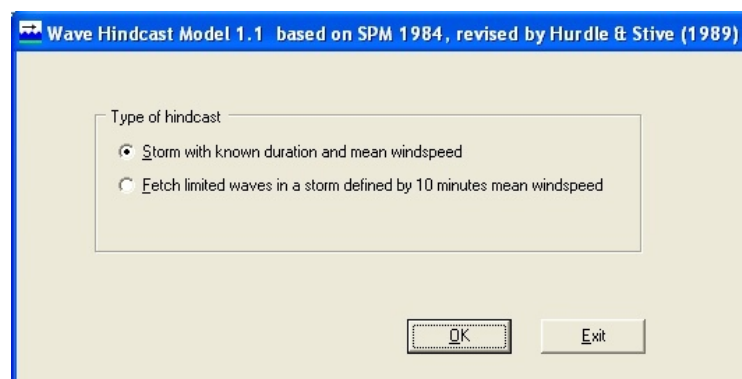 Wave Hindcast Model 1.1 based on SPM 1984, revised by Hurdle & Stive (1989)
Type of hindcast
Storm with known duration and mean windspeed
Fetch limited waves in a storm defined by 10 minutes mean windspeed
OK Exit